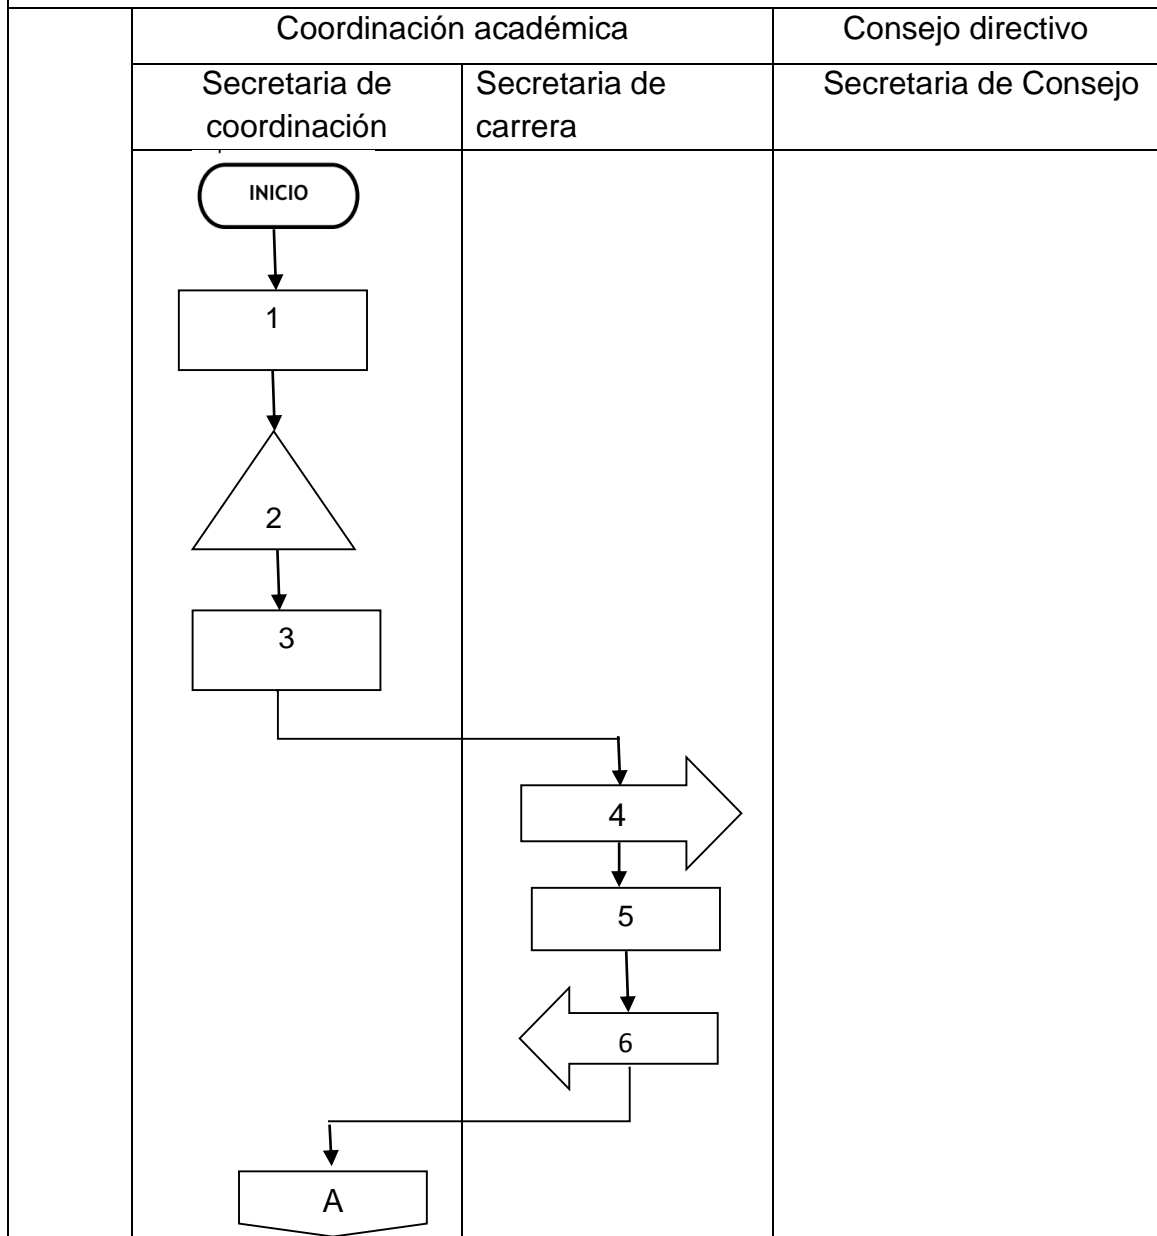 Coordinación académica
Consejo directivo
Secretaria de
coordinación
Secretaria de
carrera
Secretaria de Consejo
INICIO
1
2
3
4
5
6
A